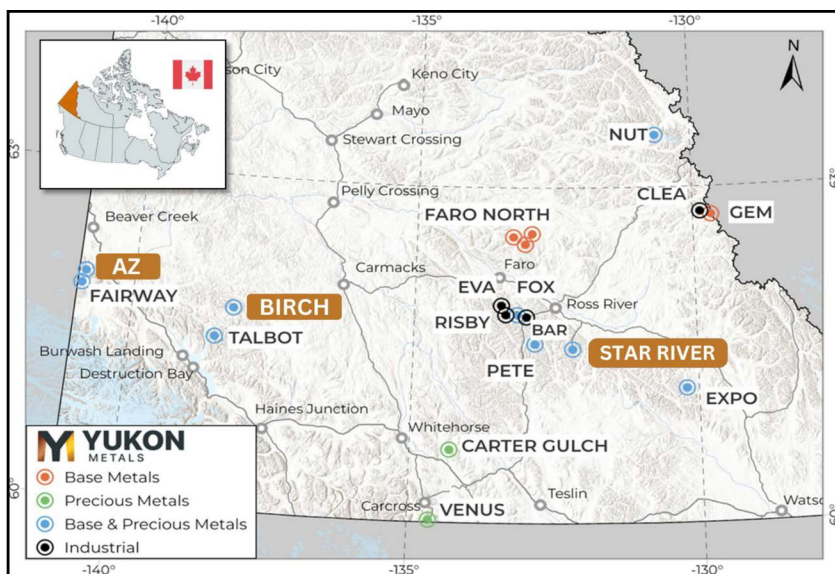 -140°
-135°
-130°
N
son City
Keno City
Mayo
Stewart Crossing
NUT
63°
63°
Pelly Crossing
CLEA
GEM
Beaver Creek
FARO NORTH
AZ
Carmacks
Faro
FAIRWAY
EVA
FOX
BIRCH
Ross River
RISBY
BAR
TALBOT
STAR RIVER
Burwash Landing
PETE
Destruction Bay
EXPO
Haines Junction
Whitehorse
CARTER GULCH
YUKON
METALS
Base Metals
Precious Metals
Base & Precious Metals
Industrial
60°
Carcross
VENUS
Teslin
Watso
60°
-140°
-135°
-130°